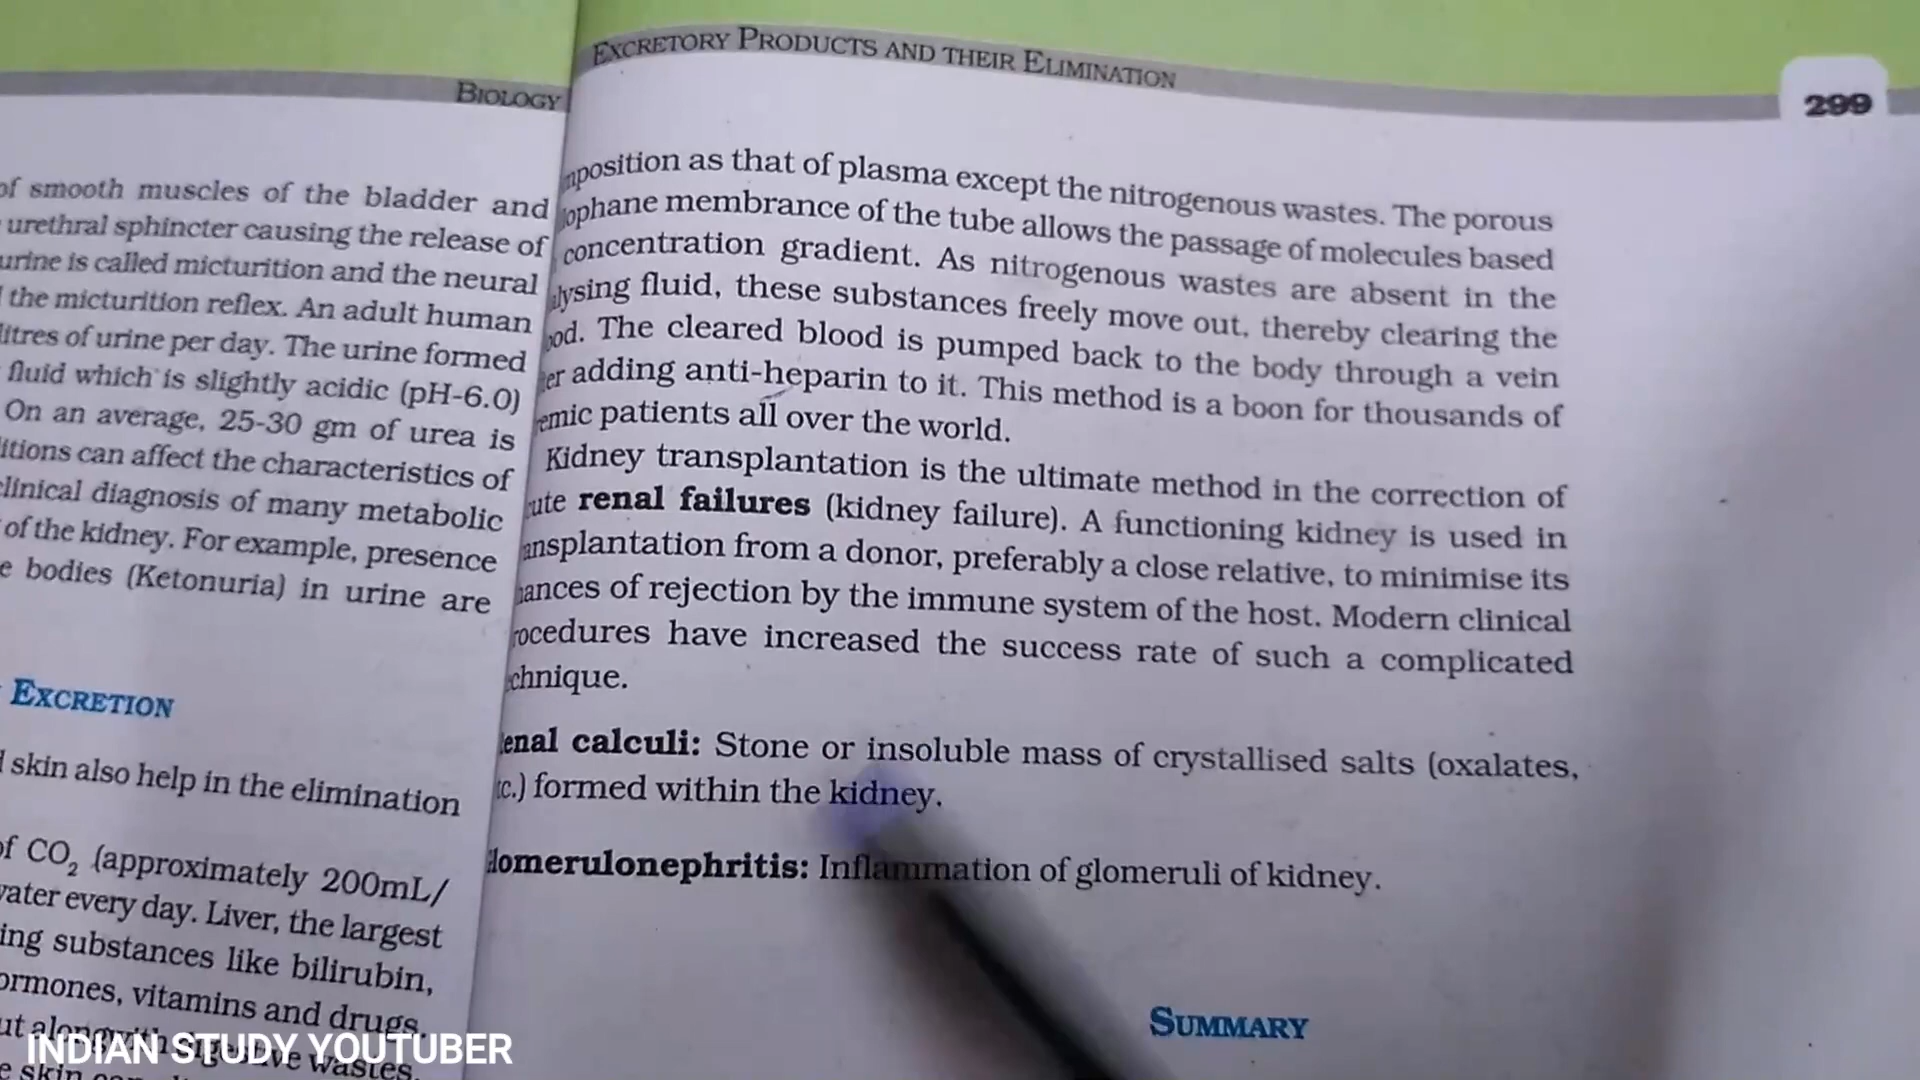 BIOLOGY
of smooth muscles of the bladder and
urethral sphincter causing the release of
urine is called micturition and the neural
the micturition reflex. An adult human
litres of urine per day. The urine formed
fluid which is slightly acidic (pH-6.0)
On an average, 25-30 gm of urea is
can affect the characteristics of
clinical diagnosis of many metabolic
of the kidney. For example, presence
bodies (Ketonuria) in urine are
EXCRETION
skin also help in the elimination
of CO2 (approximately 200mL/
water every day. Liver, the largest
substances like bilirubin,
vitamins and drugs.
alongwith digestive wastes.
EXCRETORY PRODUCTS AND THEIR ELIMINATION
299
mposition as that of plasma except the nitrogenous wastes. The porous
lophane membrance of the tube allows the passage of molecules based
concentration gradient. As nitrogenous wastes are absent in the
alysing fluid, these substances freely move out, thereby clearing the
ood. The cleared blood is pumped back to the body through a vein
er adding anti-heparin to it. This method is a boon for thousands of
emic patients all over the world.
Kidney transplantation is the ultimate method in the correction of
ute renal failures (kidney failure). A functioning kidney is used in
ansplantation from a donor, preferably a close relative, to minimise its
ances of rejection by the immune system of the host. Modern clinical
rocedures have increased the success rate of such a complicated
chnique.
enal calculi: Stone or insoluble mass of crystallised salts (oxalates,
tc.) formed within the kidney.
lomerulonephritis: Inflammation of glomeruli of kidney.
SUMMARY
INDIAN STUDY YOUTUBER